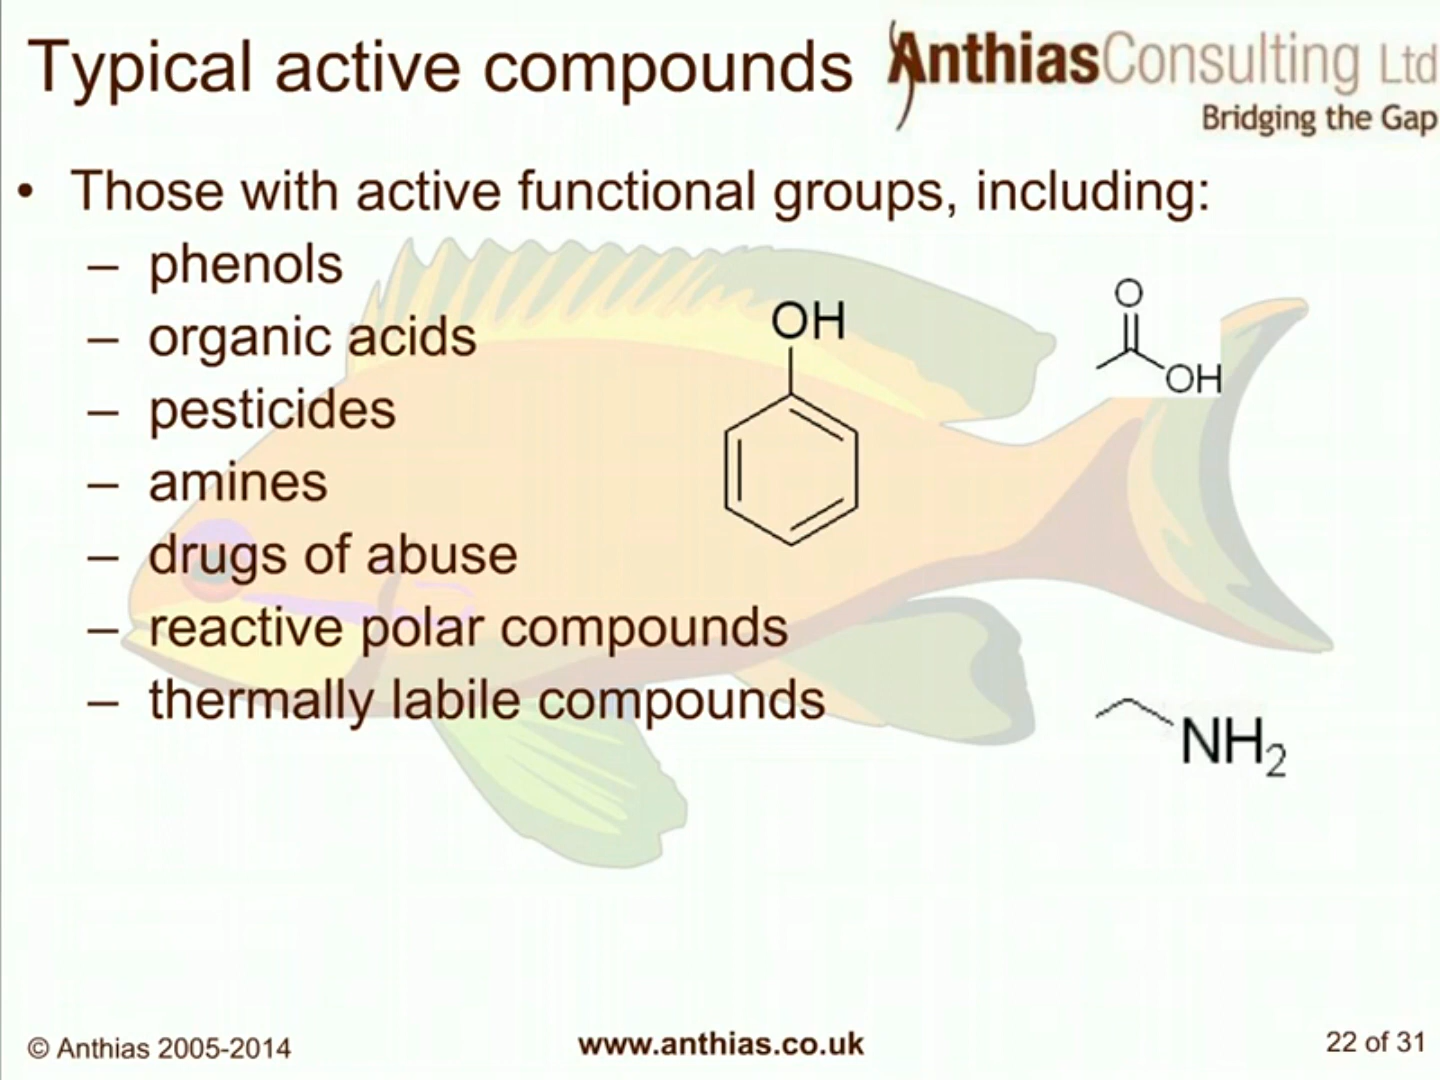 Typical active compounds
AnthiasConsulting Ltd
Bridging the Gap
• Those with active functional groups, including:
– phenols
– organic acids
– pesticides
– amines
– drugs of abuse
– reactive polar compounds
– thermally labile compounds
OH
O
OH
NH₂
© Anthias 2005-2014
www.anthias.co.uk
22 of 31